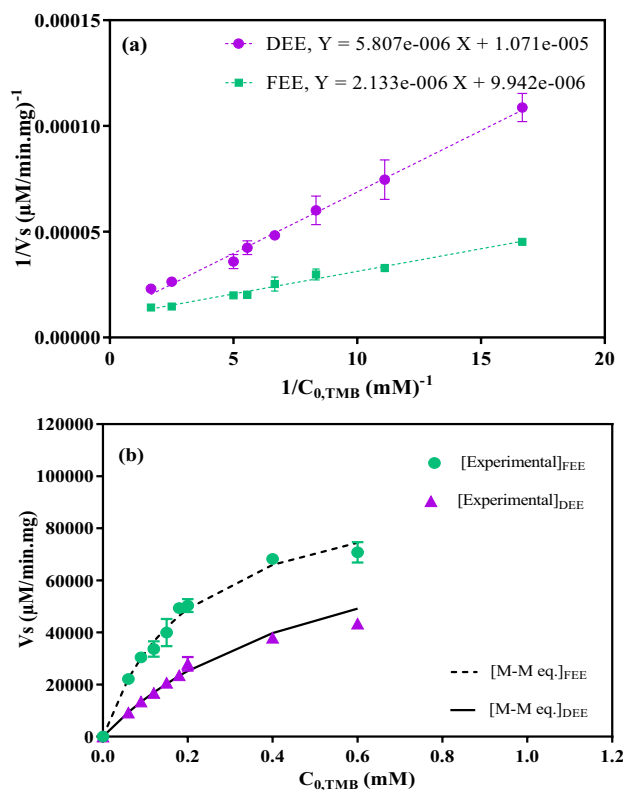 (a)
DEE, Y = 5.807e-006 X + 1.071e-005
FEE, Y = 2.133e-006 X + 9.942e-006
1/Vs (µM/min.mg)-1
0.00015
0.00010
0.00005
0.00000
0 5 10 15 20
1/C0,TMB (mM)-1
(b)
[Experimental]FEE
[Experimental]DEE
[M-M eq.]FEE
[M-M eq.]DEE
Vs (µM/min.mg)
120000
100000
80000
60000
40000
20000
0
0.0 0.2 0.4 0.6 0.8 1.0 1.2
C0,TMB (mM)